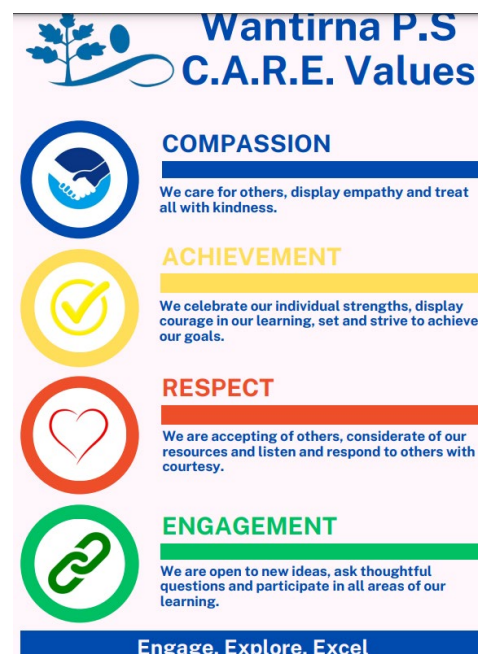 Wantirna P.S
C.A.R.E. Values
COMPASSION
We care for others, display empathy and treat
all with kindness.
ACHIEVEMENT
We celebrate our individual strengths, display
courage in our learning, set and strive to achieve
our goals.
RESPECT
We are accepting of others, considerate of our
resources and listen and respond to others with
courtesy.
ENGAGEMENT
We are open to new ideas, ask thoughtful
questions and participate in all areas of our
learning.
Engage. Explore. Excel